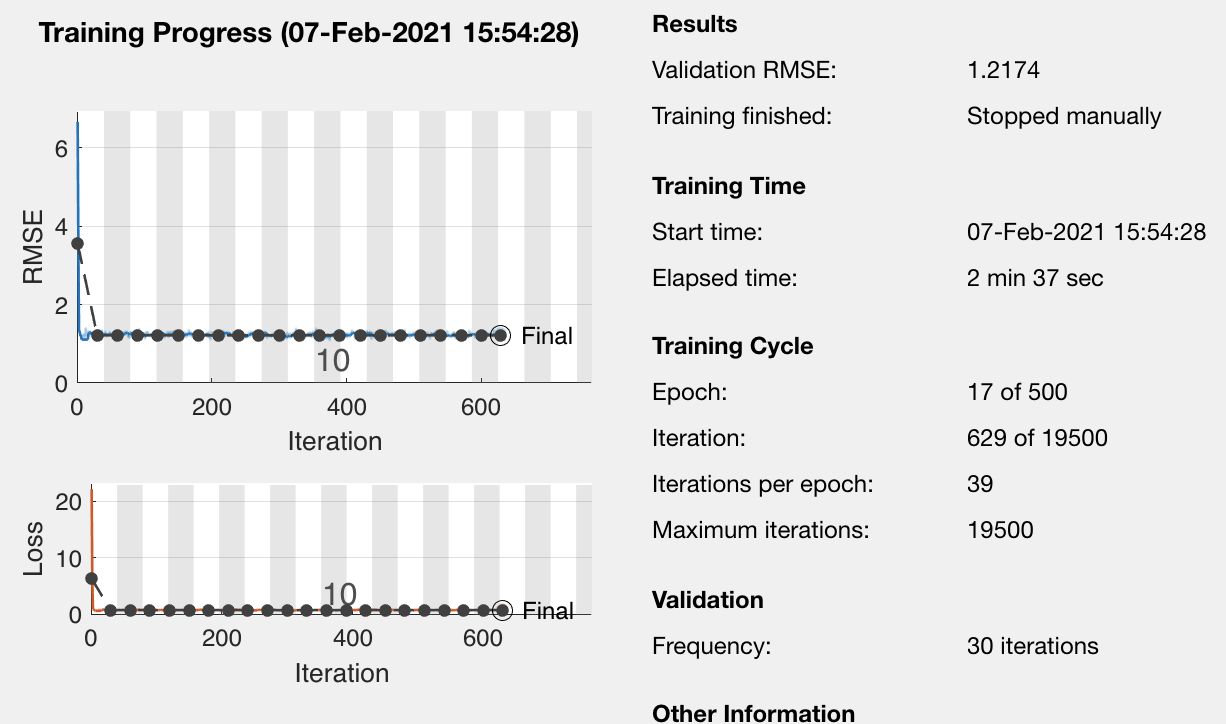 Training Progress (07-Feb-2021 15:54:28)
6
4
2
0
RMSE
10
Final
0 200 400 600
Iteration
20
10
0
Loss
10
Final
0 200 400 600
Iteration
Results
Validation RMSE: 1.2174
Training finished: Stopped manually
Training Time
Start time: 07-Feb-2021 15:54:28
Elapsed time: 2 min 37 sec
Training Cycle
Epoch: 17 of 500
Iteration: 629 of 19500
Iterations per epoch: 39
Maximum iterations: 19500
Validation
Frequency: 30 iterations
Other Information